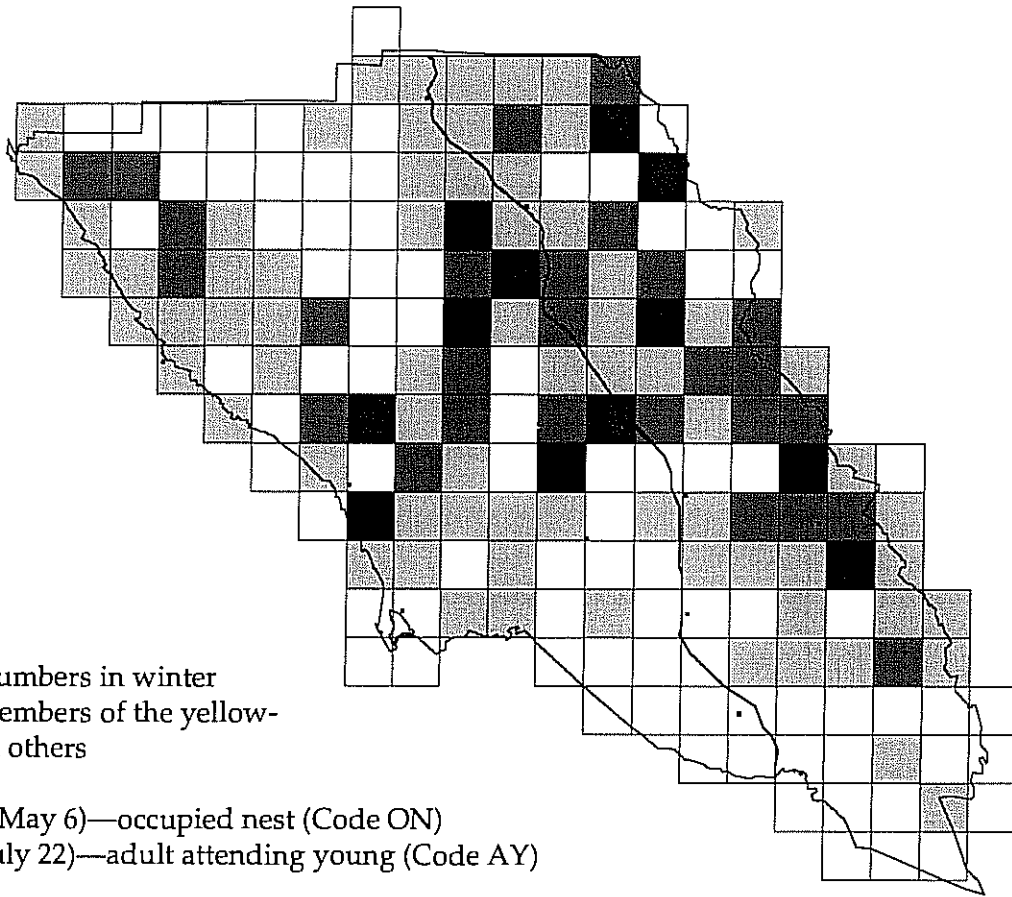 umbers in winter
embers of the yellow-
others
May 6)—occupied nest (Code ON)
uly 22)—adult attending young (Code AY)